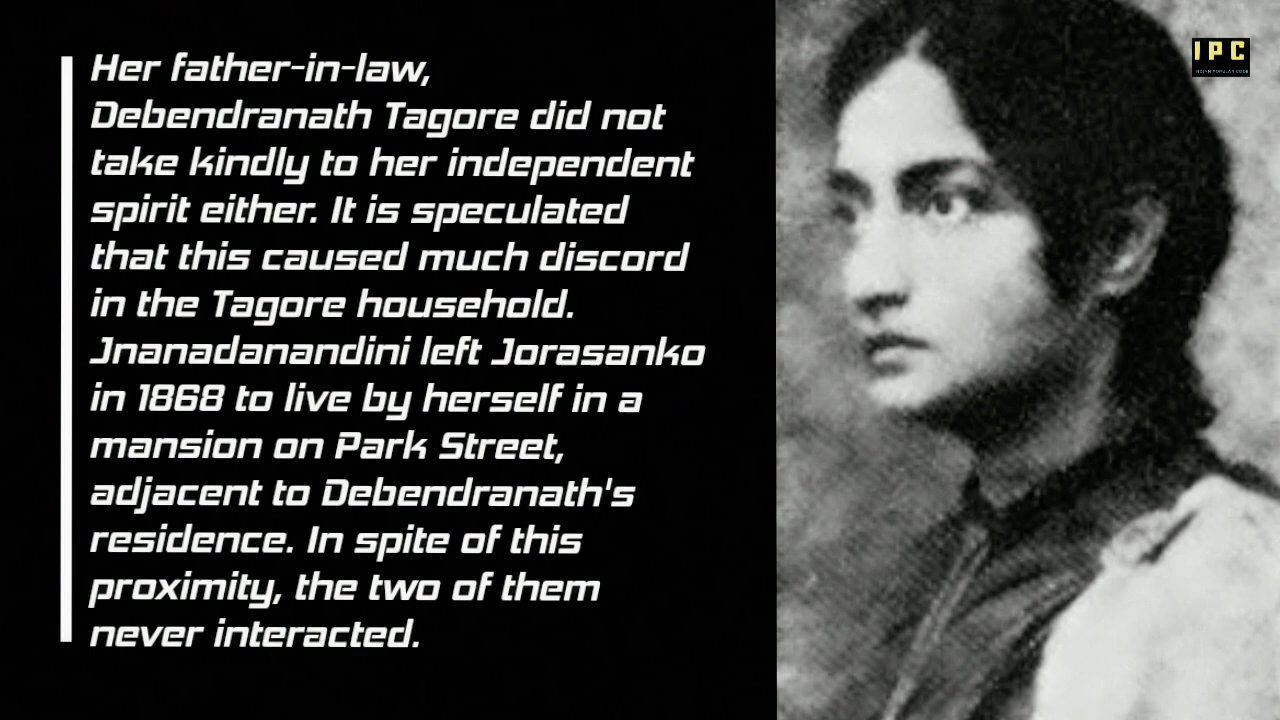 Her father-in-law,
Debendranath Tagore did not
take kindly to her independent
spirit either. It is speculated
that this caused much discord
in the Tagore household.
Jnanadanandini left Jorasanko
in 1868 to live by herself in a
mansion on Park Street,
adjacent to Debendranath's
residence. In spite of this
proximity, the two of them
never interacted.
IPC
INDIAN POPULAR CODE